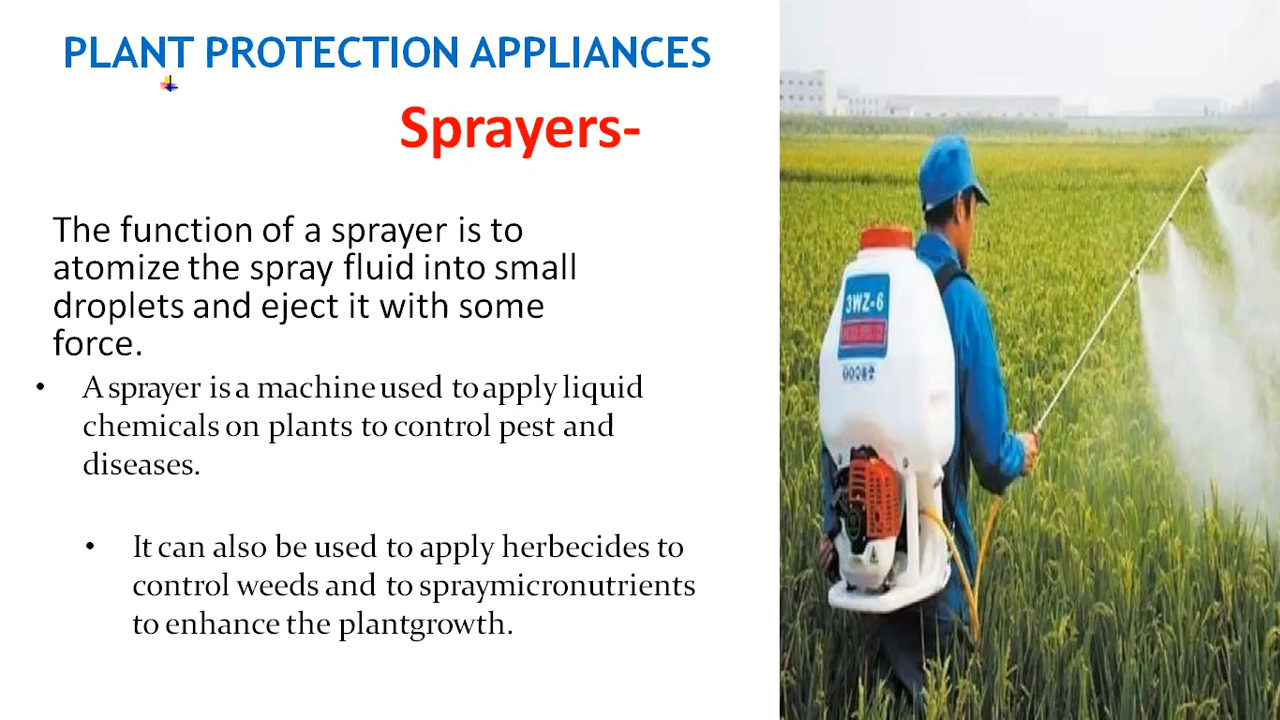 PLANT PROTECTION APPLIANCES
Sprayers-
The function of a sprayer is to
atomize the spray fluid into small
droplets and eject it with some
force.
• A sprayer is a machine used to apply liquid
chemicals on plants to control pest and
diseases.
• It can also be used to apply herbecides to
control weeds and to spraymicronutrients
to enhance the plantgrowth.
3WZ-6